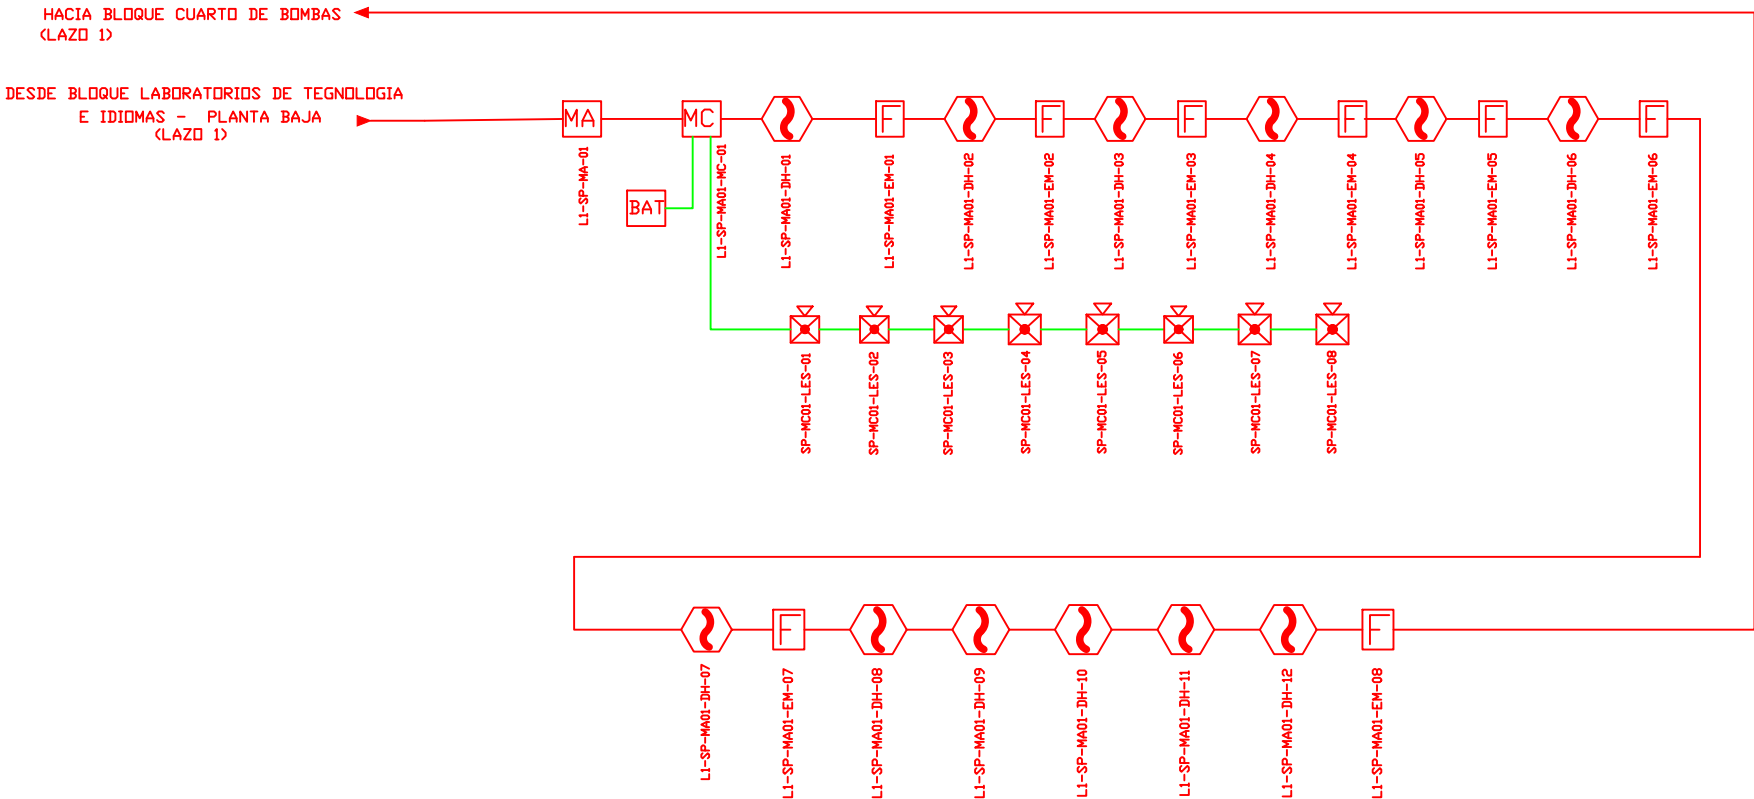 HACIA BLOQUE CUARTO DE BOMBAS
(LAZO 1)
DESDE BLOQUE LABORATORIOS DE TEGNOLOGIA
E IDIOMAS - PLANTA BAJA
(LAZO 1)
MA
MC
F
F
F
F
F
F
L1-SP-MA-01
L1-SP-MA01-MC-01
L1-SP-MA01-DH-01
L1-SP-MA01-EM-01
L1-SP-MA01-DH-02
L1-SP-MA01-EM-02
L1-SP-MA01-DH-03
L1-SP-MA01-EM-03
L1-SP-MA01-DH-04
L1-SP-MA01-EM-04
L1-SP-MA01-DH-05
L1-SP-MA01-EM-05
L1-SP-MA01-DH-06
L1-SP-MA01-EM-06
BAT
SP-MC01-LES-01
SP-MC01-LES-02
SP-MC01-LES-03
SP-MC01-LES-04
SP-MC01-LES-05
SP-MC01-LES-06
SP-MC01-LES-07
SP-MC01-LES-08
F
F
L1-SP-MA01-DH-07
L1-SP-MA01-EM-07
L1-SP-MA01-DH-08
L1-SP-MA01-DH-09
L1-SP-MA01-DH-10
L1-SP-MA01-DH-11
L1-SP-MA01-DH-12
L1-SP-MA01-EM-08